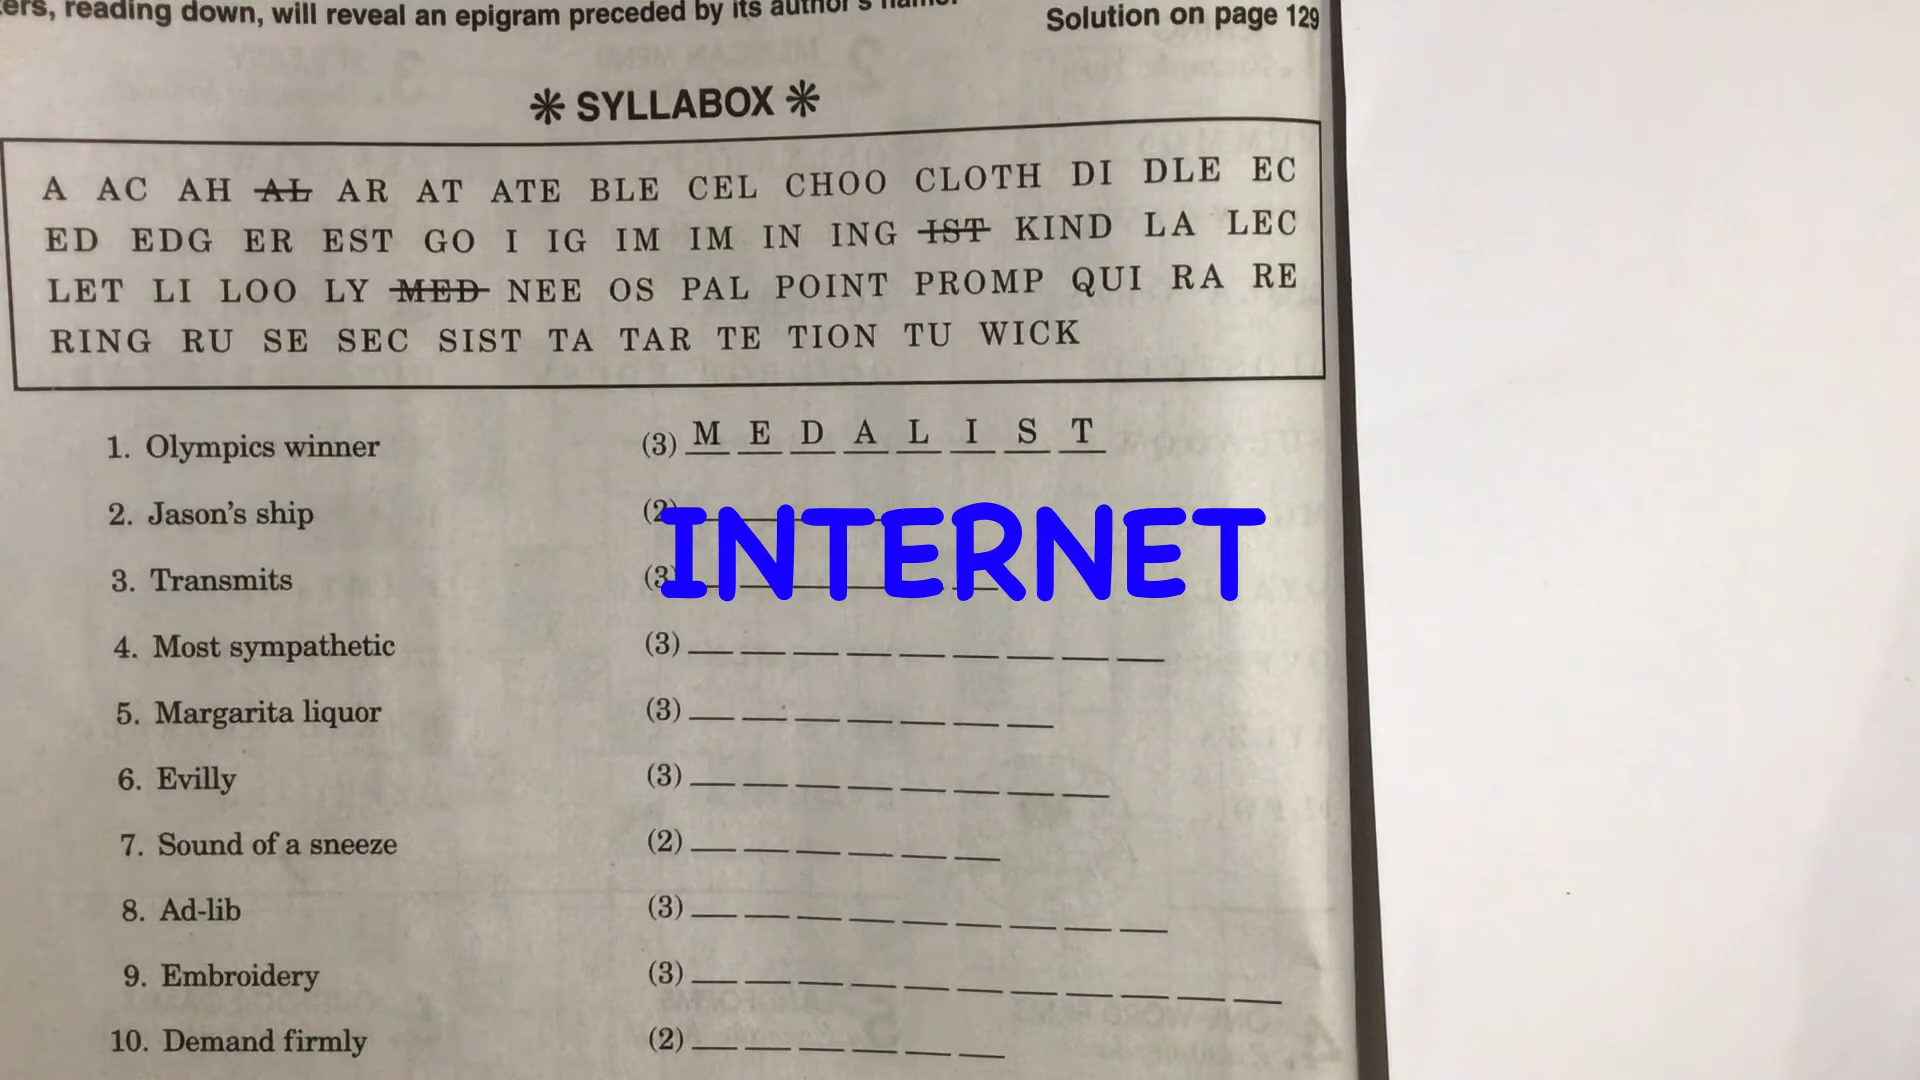 ers, reading down, will reveal an epigram preceded by its author's name.
Solution on page 129
✻ SYLLABOX ✻
A AC AH AL AR AT ATE BLE CEL CHOO CLOTH DI DLE EC
ED EDG ER EST GO I IG IM IM IN ING IST KIND LA LEC
LET LI LOO LY MED NEE OS PAL POINT PROMP QUI RA RE
RING RU SE SEC SIST TA TAR TE TION TU WICK
1. Olympics winner (3) M E D A L I S T
2. Jason's ship (2)
INTERNET
3. Transmits (3)
4. Most sympathetic (3)
5. Margarita liquor (3)
6. Evilly (3)
7. Sound of a sneeze (2)
8. Ad-lib (3)
9. Embroidery (3)
10. Demand firmly (2)